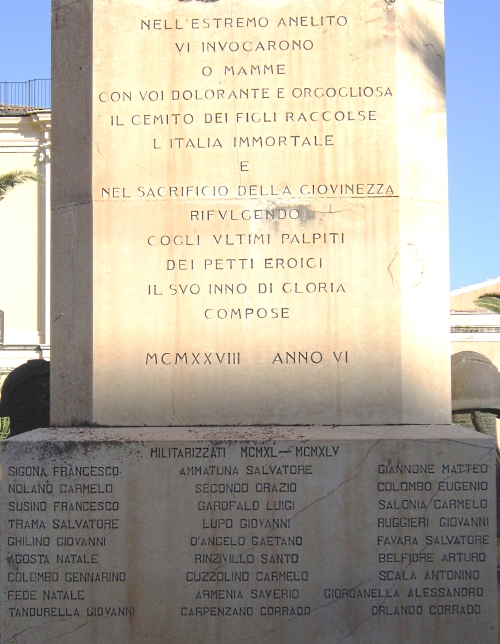 NELL'ESTREMO ANELITO
VI INVOCARONO
O MAMME
CON VOI DOLORANTE E ORGOGLIOSA
IL GEMITO DEI FIGLI RACCOLSE
L'ITALIA IMMORTALE
E
NEL SACRIFICIO DELLA GIOVINEZZA
RIFVLGENDO
COGLI VLTIMI PALPITI
DEI PETTI EROICI
IL SVO INNO DI GLORIA
COMPOSE
MCMXXVIII ANNO VI
MILITARIZZATI MCMXL-MCMXLV
SIGONA FRANCESCO AMMATUNA SALVATORE GIANNONE MATTEO
NOLANO CARMELO SECONDO ORAZIO COLOMBO EUGENIO
SUSINO FRANCESCO GAROFALO LUIGI SALONIA CARMELO
TRAMA SALVATORE LUPO GIOVANNI RUGGIERI GIOVANNI
GHILINO GIOVANNI D'ANGELO GAETANO FAVARA SALVATORE
AGOSTA NATALE RINZIVILLO SANTO BELFIORE ARTURO
COLOMBO GENNARINO CUZZOLINO CARMELO SCALA ANTONINO
FEDE NATALE ARMENIA SAVERIO GIORDANELLA ALESSANDRO
TANDURELLA GIOVANNI CARPENZANO CORRADO ORLANDO CORRADO